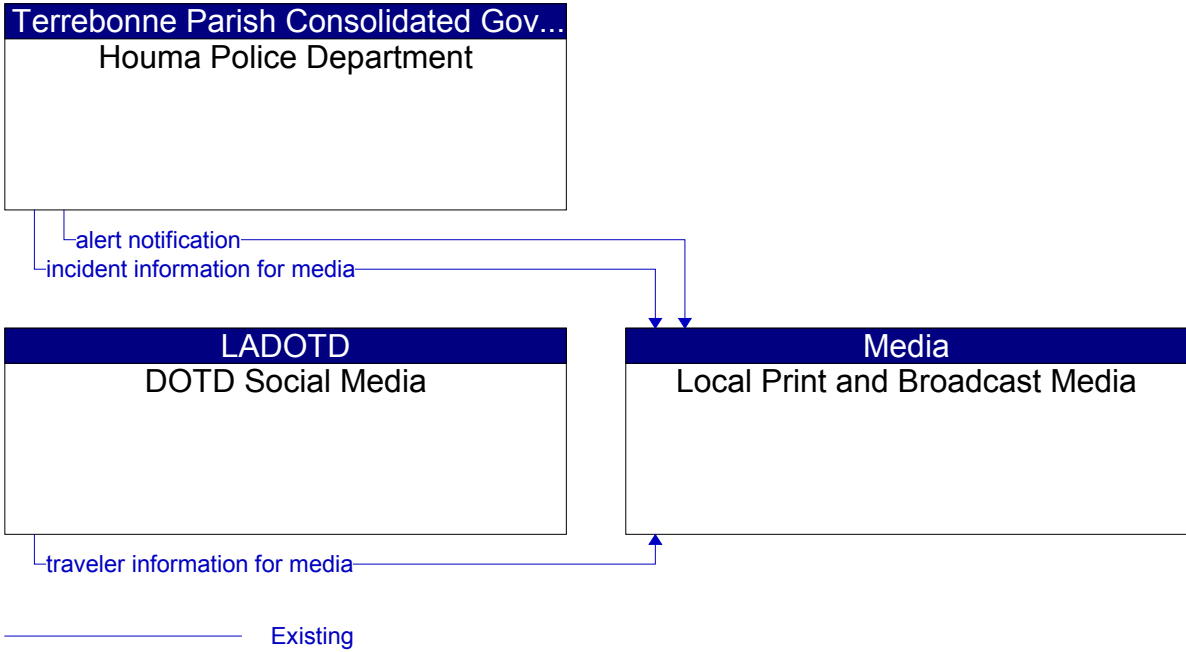 Terrebonne Parish Consolidated Gov...
Houma Police Department
alert notification
incident information for media
LADOTD
DOTD Social Media
Media
Local Print and Broadcast Media
traveler information for media
Existing